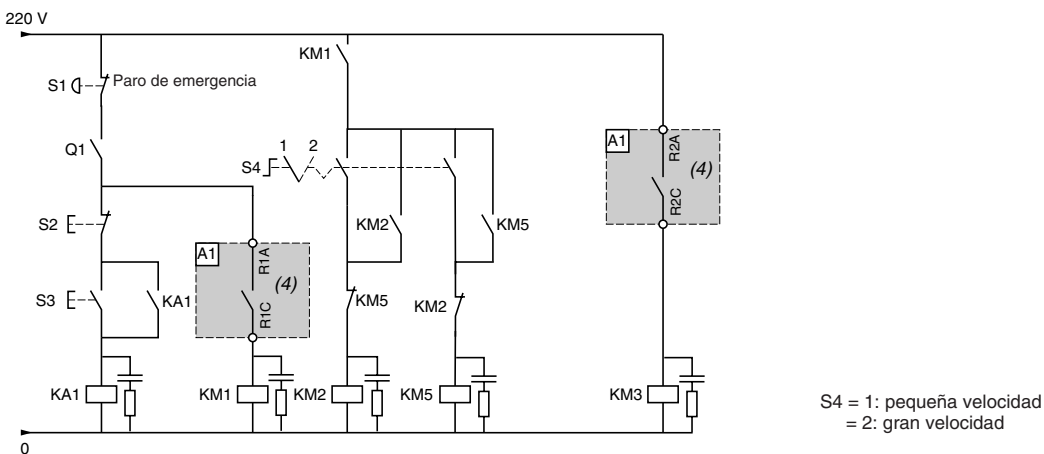 220 V
KM1
S1 Paro de emergencia
Q1
1 2
S4
A1
R2A
(4)
R2C
S2
KM2
KM5
A1
R1A
(4)
R1C
S3
KA1
KM5
KM2
KA1
KM1
KM2
KM5
KM3
S4 = 1: pequeña velocidad
= 2: gran velocidad
0